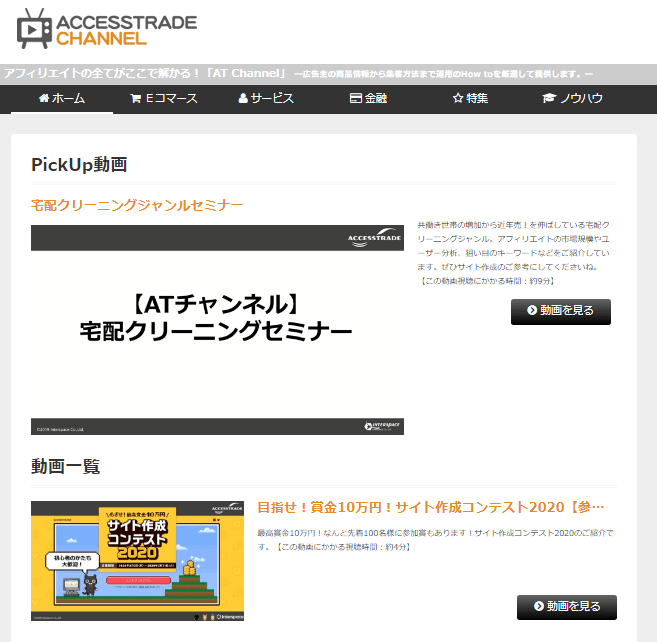 ACCESSTRADE
CHANNEL
アフィリエイトの全てがここで解かる！「AT Channel」 ー広告主の商品情報から集客方法まで運用のHow toを厳選して提供します。ー
ホーム Eコマース サービス 金融 特集 ノウハウ
PickUp動画
宅配クリーニングジャンルセミナー
共働き世帯の増加から近年売上を伸ばしている宅配ク
リーニングジャンル。アフィリエイトの市場規模やユ
ーザー分析、狙い目のキーワードなどをご紹介してい
ます。ぜひサイト作成のご参考にしてくださいね。
【この動画視聴にかかる時間：約9分】
動画を見る
ACCESSTRADE
【ATチャンネル】
宅配クリーニングセミナー
©2019 Interspace Co.,Ltd.
Interspace
動画一覧
目指せ！賞金10万円！サイト作成コンテスト2020【参…
最高賞金10万円！なんと先着100名様に参加賞もあります！サイト作成コンテスト2020のご紹介で
す。【この動画にかかる視聴時間：約4分】
動画を見る
ACCESSTRADE
めざせ！最高賞金10万円
サイト作成
コンテスト
2020
初心者のかたも
大歓迎！
Interspace